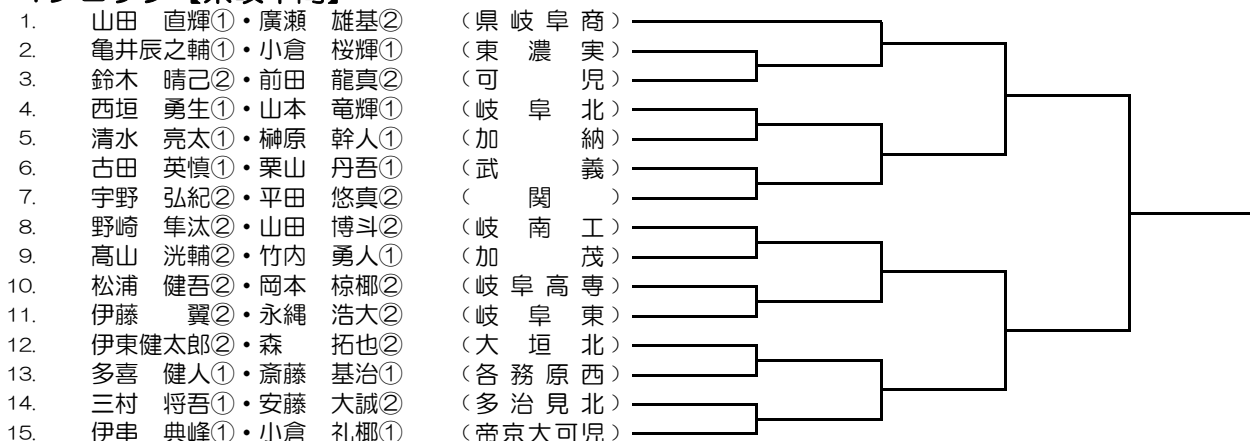 1. 山田 直輝①・廣瀬 雄基② (県岐阜商)
2. 亀井辰之輔①・小倉 桜輝① (東濃実)
3. 鈴木 晴己②・前田 龍真② (可児)
4. 西垣 勇生①・山本 竜輝① (岐阜北)
5. 清水 亮太①・榊原 幹人① (加納)
6. 古田 英慎①・栗山 丹吾① (武義)
7. 宇野 弘紀②・平田 悠真② (関)
8. 野崎 隼汰②・山田 博斗② (岐南工)
9. 髙山 洸輔②・竹内 勇人① (加茂)
10. 松浦 健吾②・岡本 椋椰② (岐阜高専)
11. 伊藤 翼②・永縄 浩大② (岐阜東)
12. 伊東健太郎②・森 拓也② (大垣北)
13. 多喜 健人①・斎藤 基治① (各務原西)
14. 三村 将吾①・安藤 大誠② (多治見北)
15. 伊串 典峰①・小倉 礼椰① (帝京大可児)